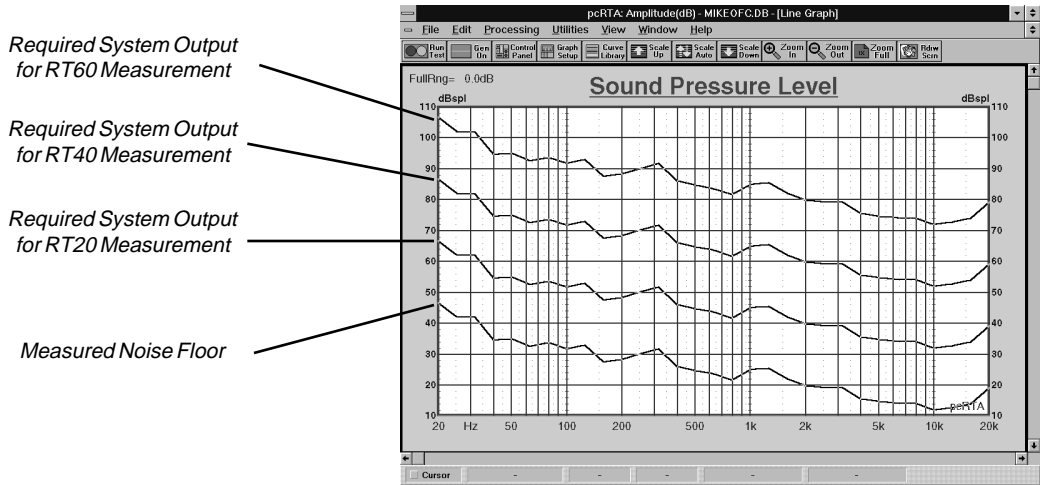 Required System Output
for RT60 Measurement
Required System Output
for RT40 Measurement
Required System Output
for RT20 Measurement
Measured Noise Floor
pcRTA: Amplitude(dB) - MIKEOFC.DB - [Line Graph]
File Edit Processing Utilities View Window Help
Run Test Gen On Control Panel Graph Setup Curve Library Scale Up Scale Auto Scale Down Zoom In Zoom Out Zoom Full Rdrw Scrn
FullRng= 0.0dB
Sound Pressure Level
dBspl dBspl
110 110
100 100
90 90
80 80
70 70
60 60
50 50
40 40
30 30
20 20
10 pcRTA 10
20 Hz 50 100 200 500 1k 2k 5k 10k 20k
Cursor - - - - -